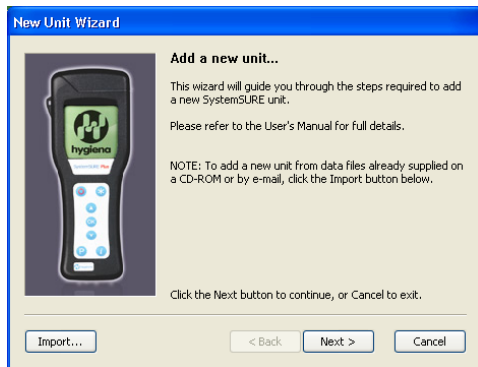 New Unit Wizard
Add a new unit...
This wizard will guide you through the steps required to add
a new SystemSURE unit.
Please refer to the User's Manual for full details.
NOTE: To add a new unit from data files already supplied on
a CD-ROM or by e-mail, click the Import button below.
hygiena
SystemSURE Plus
Click the Next button to continue, or Cancel to exit.
Import...
< Back
Next >
Cancel